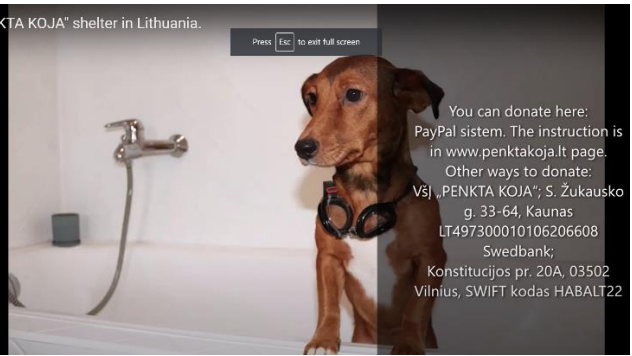 KTA KOJA" shelter in Lithuania.
Press Esc to exit full screen
You can donate here:
PayPal sistem. The instruction is
in www.penktakoja.lt page.
Other ways to donate:
VšĮ „PENKTA KOJA“; S. Žukausko
g. 33-64, Kaunas
LT497300010106206608
Swedbank;
Konstitucijos pr. 20A, 03502
Vilnius, SWIFT kodas HABALT22